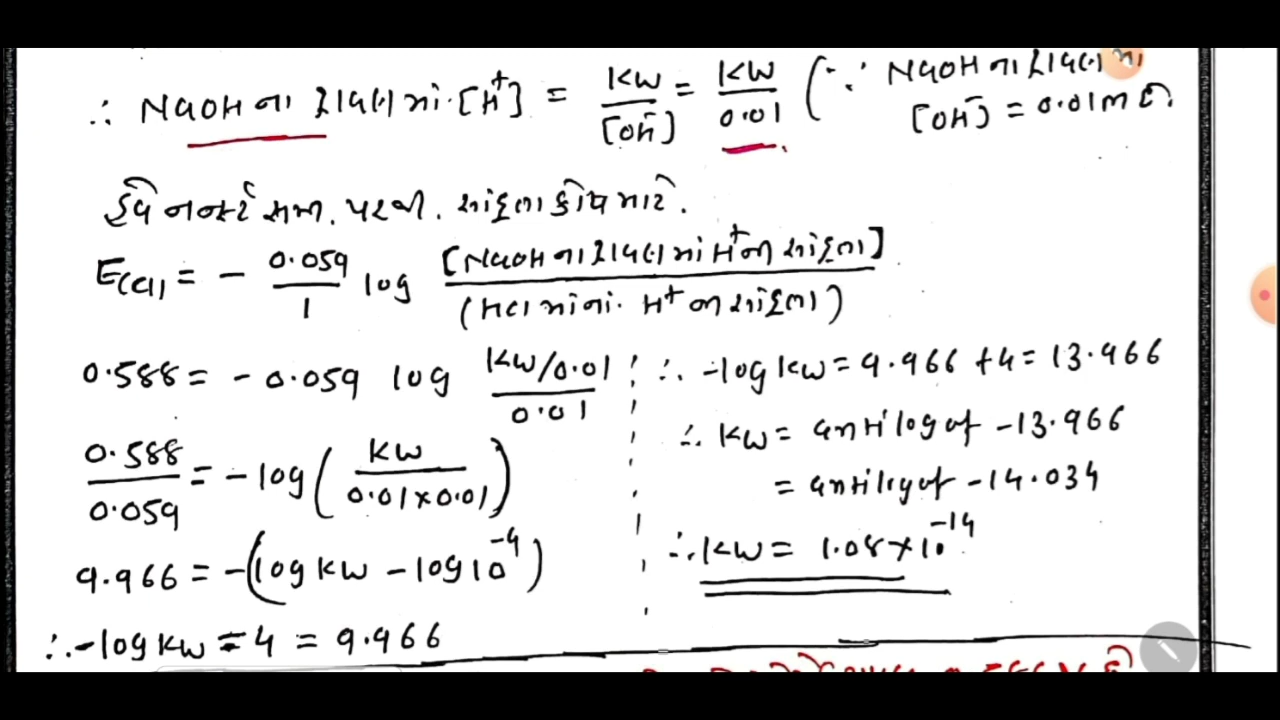 ∴ NaOH ના દ્રાવણમાં [H⁺] = KW/[OH⁻] = KW/0.01 (∵ NaOH ના દ્રાવણમાં
[OH⁻] = 0.01 m છે.
હવે નર્ન્સ્ટ સમી. પરથી. સાંદ્રતા કોષ માટે.
Ecell = - 0.059/1 log [NaOH ના દ્રાવણમાં H⁺ની સાંદ્રતા]/(HCl માંના H⁺ ની સાંદ્રતા)
0.588 = - 0.059 log KW/0.01/0.01
0.588/0.059 = - log (KW/0.01×0.01)
9.966 = -(log KW - log 10⁻⁴)
∴ -log KW - 4 = 9.966
∴ -log KW = 9.966 + 4 = 13.966
∴ KW = antilog of -13.966
= antilog of -14.034
∴ KW = 1.08 × 10⁻¹⁴